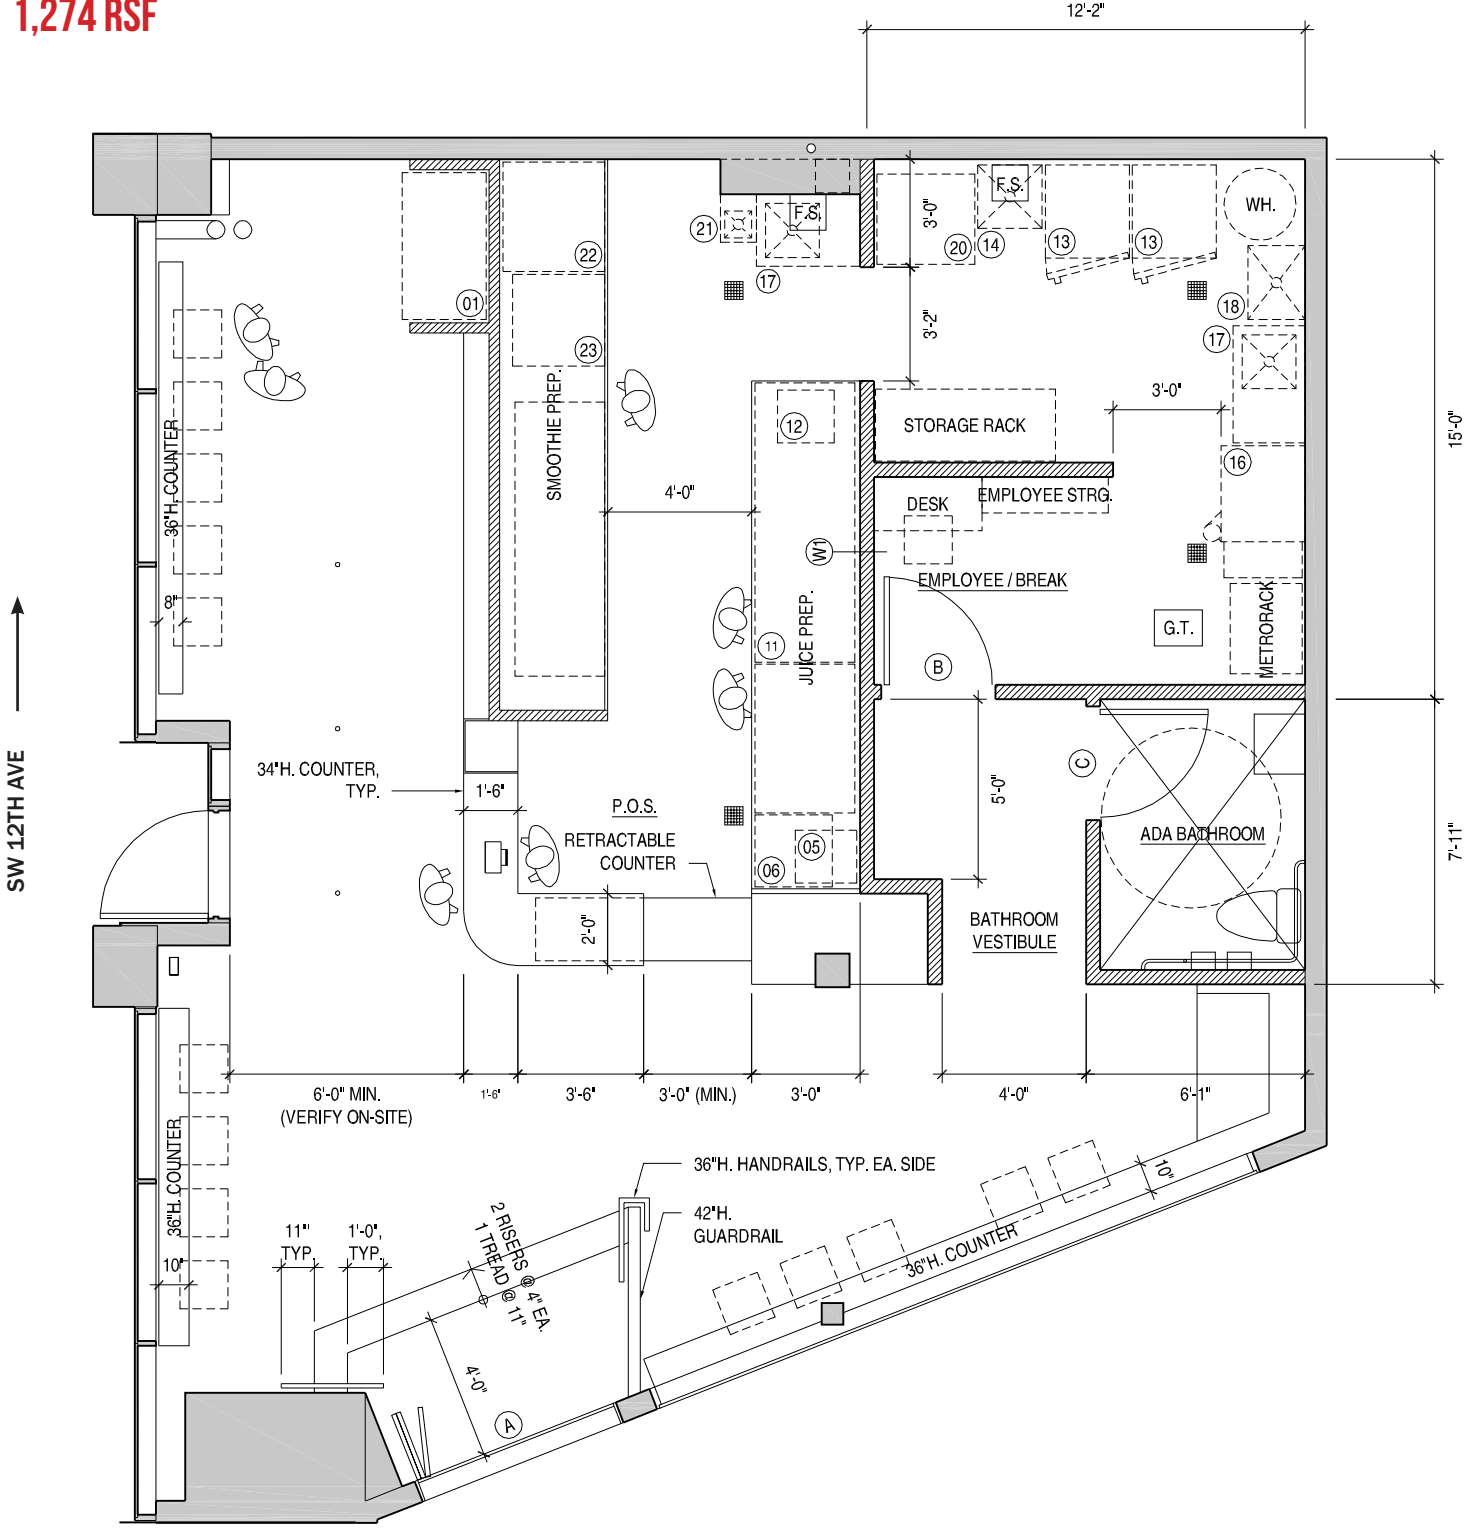 1,274 RSF
12'-2"
F.S.
F.S.
WH.
3'-0"
21
22
20
14
13
13
17
01
18
3'-2"
17
23
15'-0"
3'-0"
36"H. COUNTER
SMOOTHIE PREP.
12
STORAGE RACK
16
4'-0"
DESK
EMPLOYEE STRG.
W1
EMPLOYEE / BREAK
8"
JUICE PREP.
11
G.T.
METRORACK
B
SW 12TH AVE
34"H. COUNTER,
TYP.
1'-6"
P.O.S.
RETRACTABLE
COUNTER
5'-0"
C
ADA BATHROOM
7'-11"
05
06
2'-0"
BATHROOM
VESTIBULE
6'-0" MIN.
(VERIFY ON-SITE)
1'-6"
3'-6"
3'-0" (MIN.)
3'-0"
4'-0"
6'-1"
36"H. COUNTER
36"H. HANDRAILS, TYP. EA. SIDE
10"
42"H.
GUARDRAIL
2 RISERS @ 4" EA.
1 TREAD @ 11"
11"
TYP.
1'-0",
TYP.
10"
36"H. COUNTER
4'-0"
A